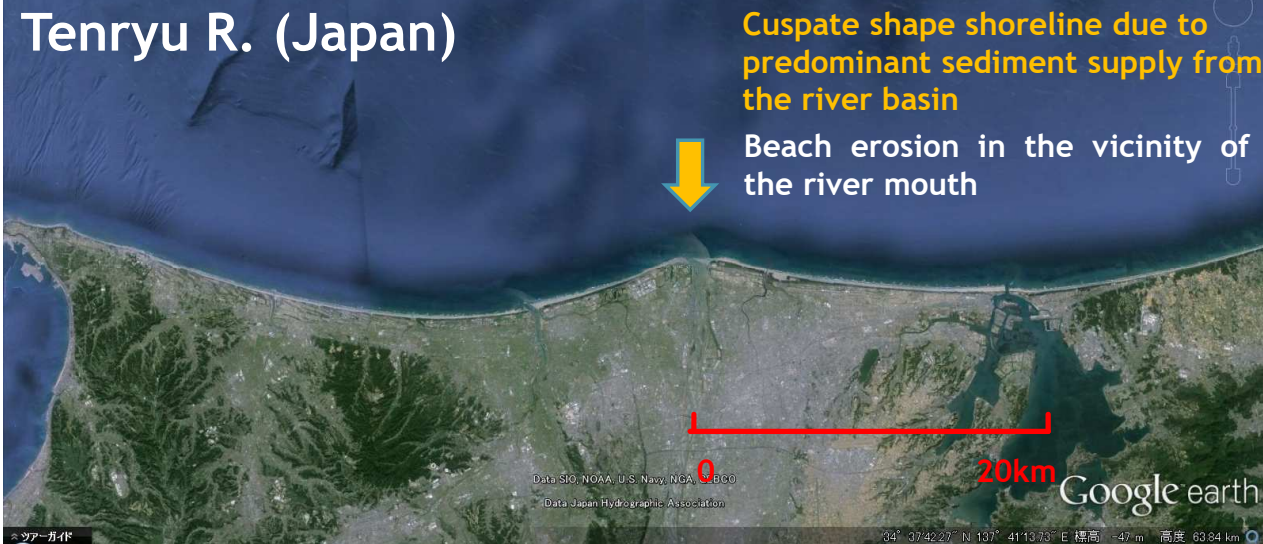 Tenryu R. (Japan)
Cuspate shape shoreline due to
predominant sediment supply from
the river basin
Beach erosion in the vicinity of
the river mouth
0
20km
Data SIO, NOAA, U.S. Navy, NGA, GEBCO
Data Japan Hydrographic Association
Google earth
ツアーガイド
34° 37'42.27" N 137° 41'13.73" E 標高 -47 m 高度 63.84 km